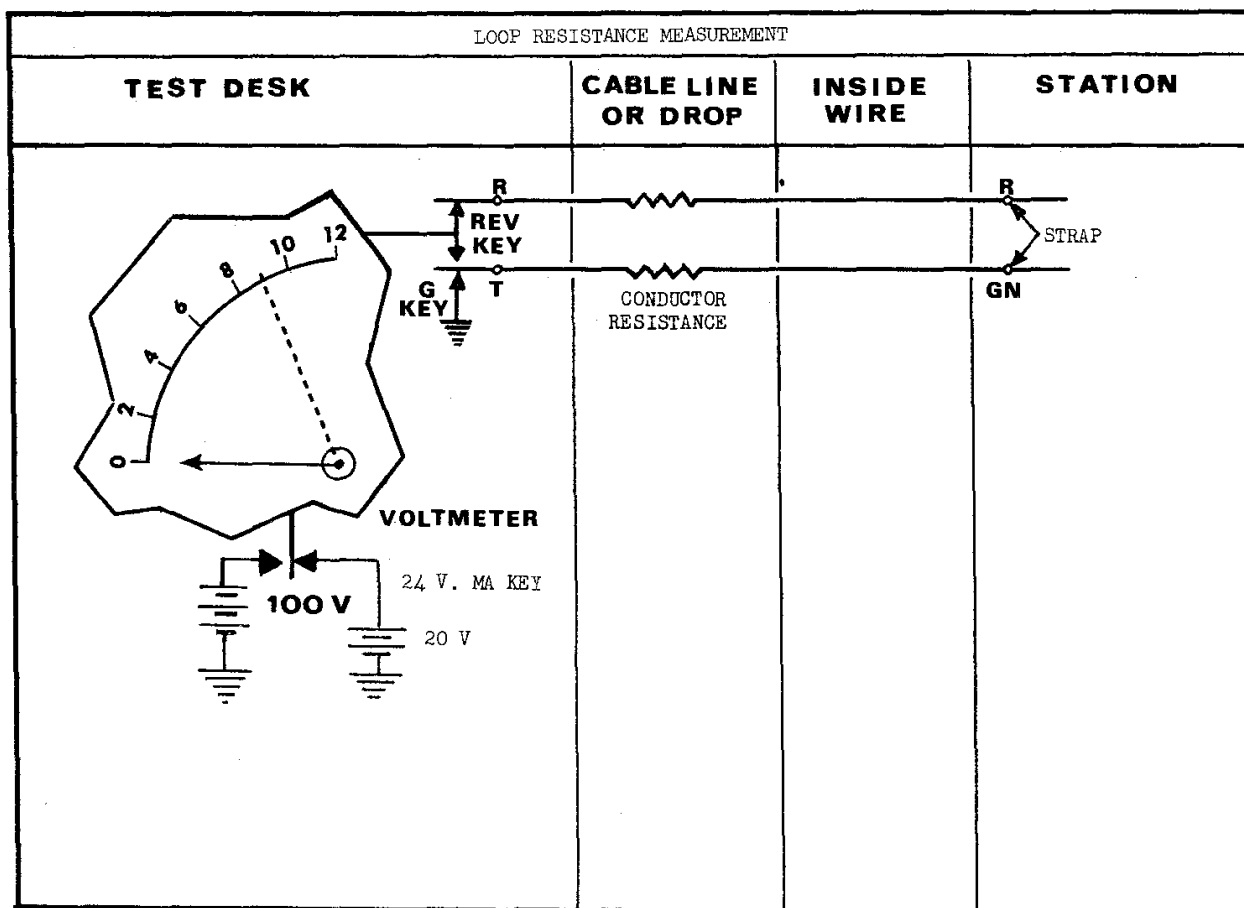 LOOP RESISTANCE MEASUREMENT
TEST DESK
CABLE LINE
OR DROP
INSIDE
WIRE
STATION
R
REV
KEY
G
KEY
T
CONDUCTOR
RESISTANCE
R
STRAP
GN
0
2
4
6
8
10
12
VOLTMETER
24 V. MA KEY
100 V
20 V